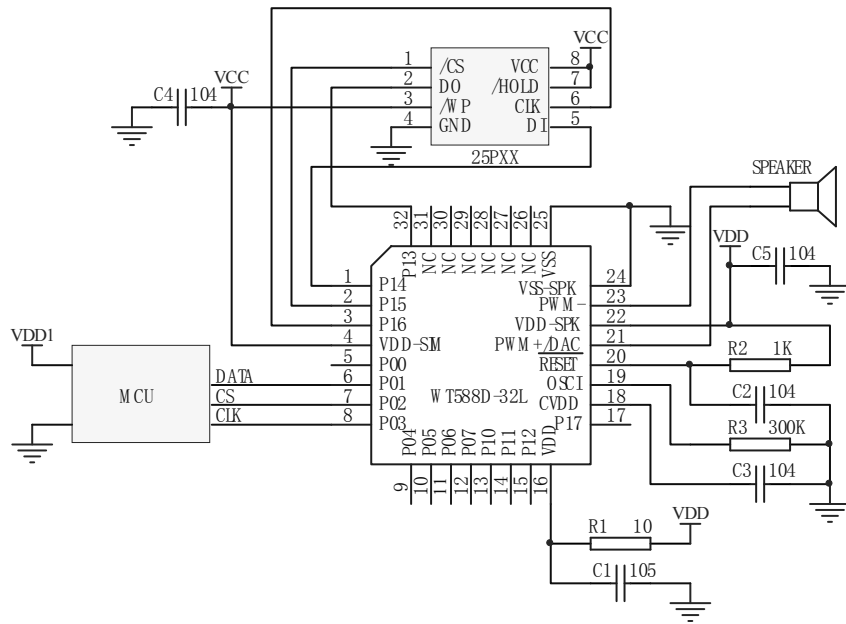 VCC
1 /CS VCC 8
2 DO /HOLD 7
3 /WP CLK 6
4 GND DI 5
25PXX
VCC
C4 104
SPEAKER
32 31 30 29 28 27 26 25
P13 NC NC NC NC NC NC VSS
VDD
C5 104
1 P14 VSS-SPK 24
2 P15 PWM- 23
3 P16 VDD-SPK 22
4 VDD-SIM PWM+/DAC 21
5 P00 RESET 20
6 P01 OSCI 19
7 P02 WT588D-32L CVDD 18
8 P03 P17 17
R2 1K
C2 104
R3 300K
C3 104
VDD1
MCU
DATA
CS
CLK
P04 P05 P06 P07 P10 P11 P12 VDD
9 10 11 12 13 14 15 16
R1 10
VDD
C1 105